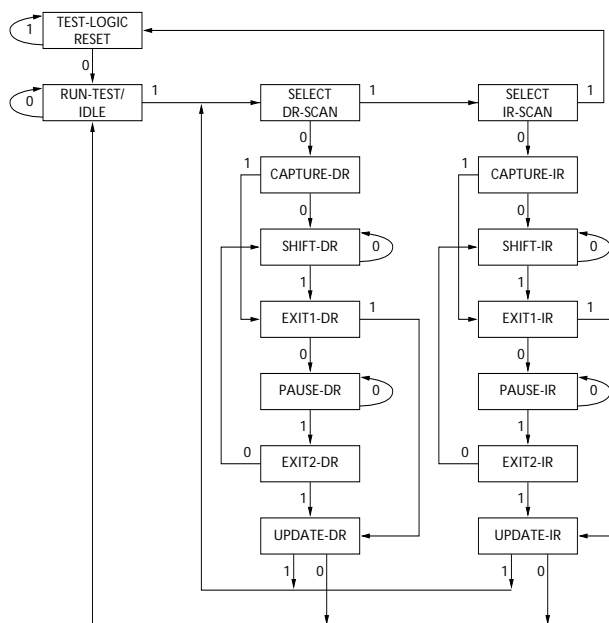 TEST-LOGIC
RESET
1
0
RUN-TEST/
IDLE
0
1
SELECT
DR-SCAN
1
SELECT
IR-SCAN
1
0
0
1
CAPTURE-DR
1
CAPTURE-IR
0
0
SHIFT-DR
0
SHIFT-IR
0
1
1
EXIT1-DR
1
EXIT1-IR
1
0
0
PAUSE-DR
0
PAUSE-IR
0
1
1
0
EXIT2-DR
0
EXIT2-IR
1
1
UPDATE-DR
UPDATE-IR
1
0
1
0